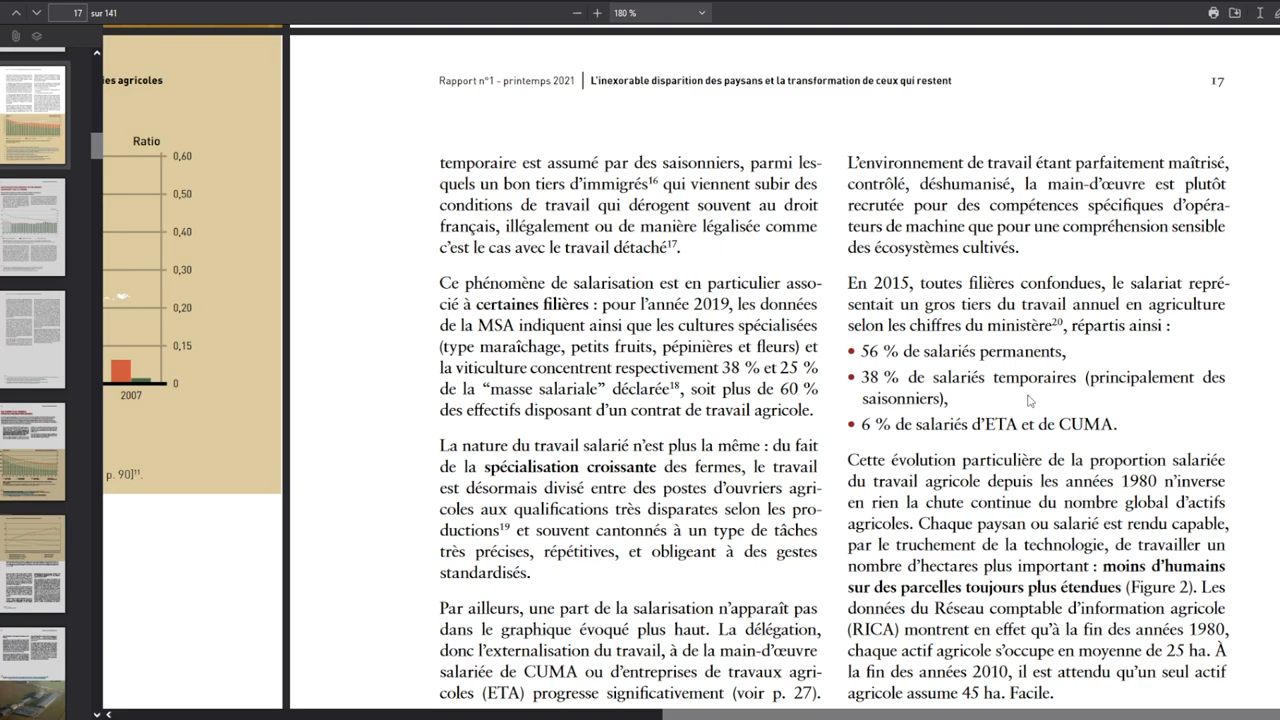 17
sur 141
180 %
ies agricoles
Ratio
0,60
0,50
0,40
0,30
0,20
0,15
0
2007
p. 90]¹¹.
Rapport n°1 - printemps 2021 | L'inexorable disparition des paysans et la transformation de ceux qui restent
17
temporaire est assumé par des saisonniers, parmi les-
quels un bon tiers d'immigrés¹⁶ qui viennent subir des
conditions de travail qui dérogent souvent au droit
français, illégalement ou de manière légalisée comme
c'est le cas avec le travail détaché¹⁷.
Ce phénomène de salarisation est en particulier asso-
cié à certaines filières : pour l'année 2019, les données
de la MSA indiquent ainsi que les cultures spécialisées
(type maraîchage, petits fruits, pépinières et fleurs) et
la viticulture concentrent respectivement 38 % et 25 %
de la “masse salariale” déclarée¹⁸, soit plus de 60 %
des effectifs disposant d'un contrat de travail agricole.
La nature du travail salarié n'est plus la même : du fait
de la spécialisation croissante des fermes, le travail
est désormais divisé entre des postes d'ouvriers agri-
coles aux qualifications très disparates selon les pro-
ductions¹⁹ et souvent cantonnés à un type de tâches
très précises, répétitives, et obligeant à des gestes
standardisés.
Par ailleurs, une part de la salarisation n'apparaît pas
dans le graphique évoqué plus haut. La délégation,
donc l'externalisation du travail, à de la main-d'œuvre
salariée de CUMA ou d'entreprises de travaux agri-
coles (ETA) progresse significativement (voir p. 27).
L'environnement de travail étant parfaitement maîtrisé,
contrôlé, déshumanisé, la main-d'œuvre est plutôt
recrutée pour des compétences spécifiques d'opéra-
teurs de machine que pour une compréhension sensible
des écosystèmes cultivés.
En 2015, toutes filières confondues, le salariat repré-
sentait un gros tiers du travail annuel en agriculture
selon les chiffres du ministère²⁰, répartis ainsi :
• 56 % de salariés permanents,
• 38 % de salariés temporaires (principalement des
saisonniers),
• 6 % de salariés d'ETA et de CUMA.
Cette évolution particulière de la proportion salariée
du travail agricole depuis les années 1980 n'inverse
en rien la chute continue du nombre global d'actifs
agricoles. Chaque paysan ou salarié est rendu capable,
par le truchement de la technologie, de travailler un
nombre d'hectares plus important : moins d'humains
sur des parcelles toujours plus étendues (Figure 2). Les
données du Réseau comptable d'information agricole
(RICA) montrent en effet qu'à la fin des années 1980,
chaque actif agricole s'occupe en moyenne de 25 ha. À
la fin des années 2010, il est attendu qu'un seul actif
agricole assume 45 ha. Facile.